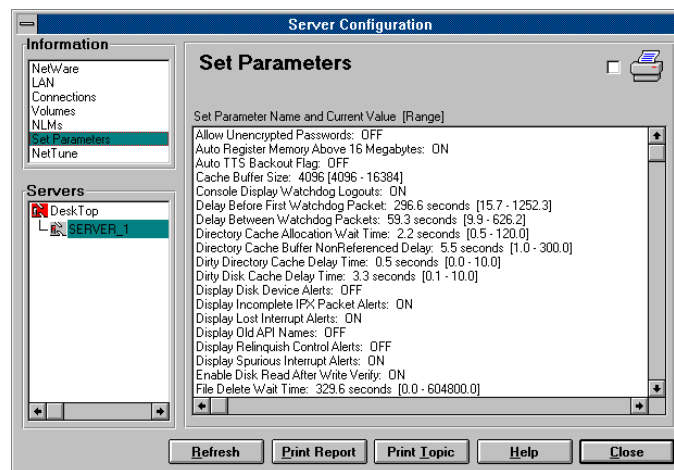 Server Configuration
Information
NetWare
LAN
Connections
Volumes
NLMs
Set Parameters
NetTune
Servers
DeskTop
SERVER_1
Set Parameters
Set Parameter Name and Current Value [Range]
Allow Unencrypted Passwords: OFF
Auto Register Memory Above 16 Megabytes: ON
Auto TTS Backout Flag: OFF
Cache Buffer Size: 4096 [4096 - 16384]
Console Display Watchdog Logouts: ON
Delay Before First Watchdog Packet: 296.6 seconds [15.7 - 1252.3]
Delay Between Watchdog Packets: 59.3 seconds [9.9 - 626.2]
Directory Cache Allocation Wait Time: 2.2 seconds [0.5 - 120.0]
Directory Cache Buffer NonReferenced Delay: 5.5 seconds [1.0 - 300.0]
Dirty Directory Cache Delay Time: 0.5 seconds [0.0 - 10.0]
Dirty Disk Cache Delay Time: 3.3 seconds [0.1 - 10.0]
Display Disk Device Alerts: OFF
Display Incomplete IPX Packet Alerts: ON
Display Lost Interrupt Alerts: ON
Display Old API Names: OFF
Display Relinquish Control Alerts: OFF
Display Spurious Interrupt Alerts: ON
Enable Disk Read After Write Verify: ON
File Delete Wait Time: 329.6 seconds [0.0 - 604800.0]
Refresh
Print Report
Print Topic
Help
Close